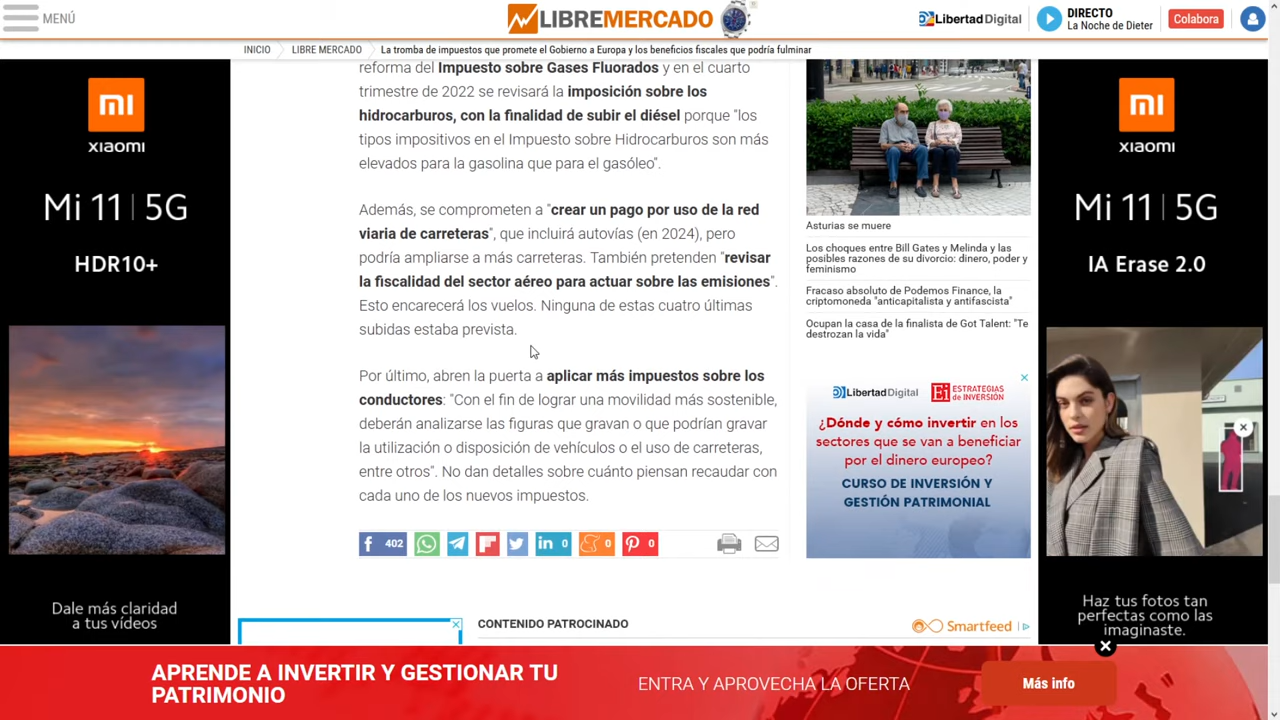 MENÚ
LIBREMERCADO
Libertad Digital
DIRECTO
La Noche de Dieter
Colabora
INICIO
LIBRE MERCADO
La tromba de impuestos que promete el Gobierno a Europa y los beneficios fiscales que podría fulminar
mi
xiaomi
Mi 11 | 5G
HDR10+
Dale más claridad
a tus vídeos
reforma del Impuesto sobre Gases Fluorados y en el cuarto
trimestre de 2022 se revisará la imposición sobre los
hidrocarburos, con la finalidad de subir el diésel porque "los
tipos impositivos en el Impuesto sobre Hidrocarburos son más
elevados para la gasolina que para el gasóleo".
Además, se comprometen a "crear un pago por uso de la red
viaria de carreteras", que incluirá autovías (en 2024), pero
podría ampliarse a más carreteras. También pretenden "revisar
la fiscalidad del sector aéreo para actuar sobre las emisiones".
Esto encarecerá los vuelos. Ninguna de estas cuatro últimas
subidas estaba prevista.
Por último, abren la puerta a aplicar más impuestos sobre los
conductores: "Con el fin de lograr una movilidad más sostenible,
deberán analizarse las figuras que gravan o que podrían gravar
la utilización o disposición de vehículos o el uso de carreteras,
entre otros". No dan detalles sobre cuánto piensan recaudar con
cada uno de los nuevos impuestos.
402
0
0
0
Asturias se muere
Los choques entre Bill Gates y Melinda y las
posibles razones de su divorcio: dinero, poder y
feminismo
Fracaso absoluto de Podemos Finance, la
criptomoneda "anticapitalista y antifascista"
Ocupan la casa de la finalista de Got Talent: "Te
destrozan la vida"
Libertad Digital
Ei ESTRATEGIAS
de INVERSIÓN
¿Dónde y cómo invertir en los
sectores que se van a beneficiar
por el dinero europeo?
CURSO DE INVERSIÓN Y
GESTIÓN PATRIMONIAL
mi
xiaomi
Mi 11 | 5G
IA Erase 2.0
Haz tus fotos tan
perfectas como las
imaginaste.
CONTENIDO PATROCINADO
Smartfeed
APRENDE A INVERTIR Y GESTIONAR TU
PATRIMONIO
ENTRA Y APROVECHA LA OFERTA
Más info